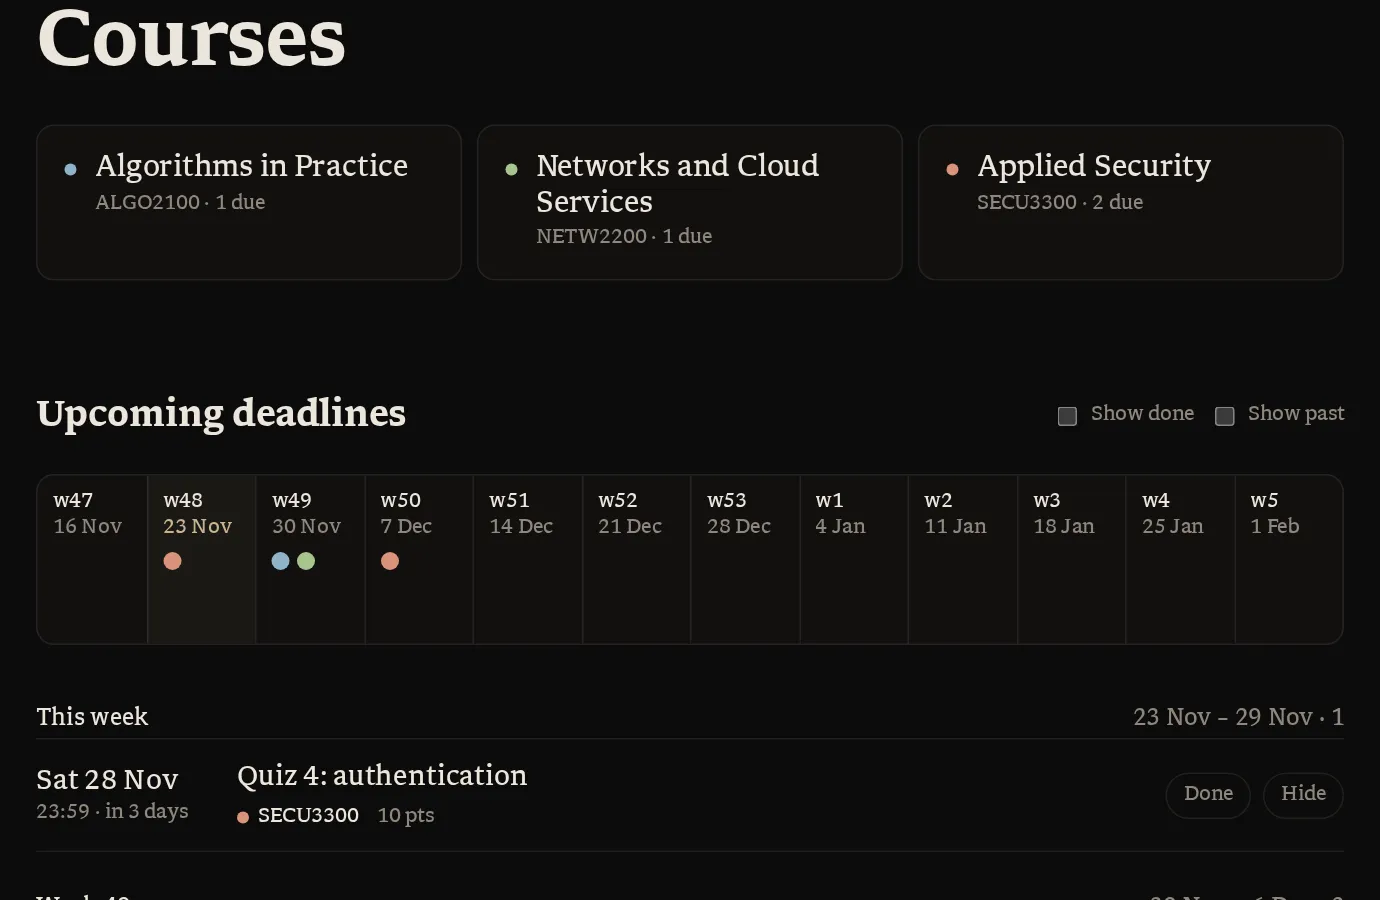 Courses
Algorithms in Practice
ALGO2100 · 1 due
Networks and Cloud
Services
NETW2200 · 1 due
Applied Security
SECU3300 · 2 due
Upcoming deadlines
Show done
Show past
w47
16 Nov
w48
23 Nov
w49
30 Nov
w50
7 Dec
w51
14 Dec
w52
21 Dec
w53
28 Dec
w1
4 Jan
w2
11 Jan
w3
18 Jan
w4
25 Jan
w5
1 Feb
This week
23 Nov – 29 Nov · 1
Sat 28 Nov
23:59 · in 3 days
Quiz 4: authentication
SECU3300 10 pts
Done
Hide